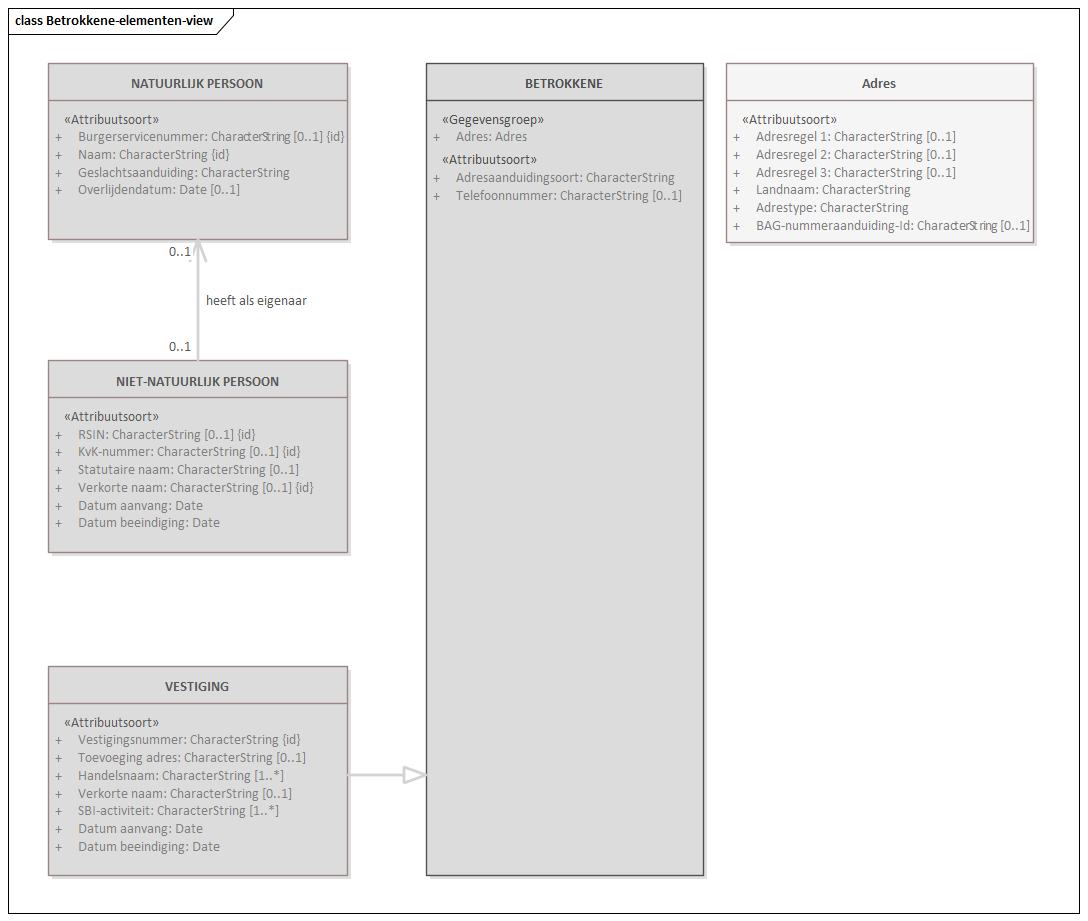 class Betrokkene-elementen-view
NATUURLIJK PERSOON
«Attribuutsoort»
+ Burgerservicenummer: CharacterString [0..1] {id}
+ Naam: CharacterString {id}
+ Geslachtsaanduiding: CharacterString
+ Overlijdendatum: Date [0..1]
0..1
heeft als eigenaar
0..1
NIET-NATUURLIJK PERSOON
«Attribuutsoort»
+ RSIN: CharacterString [0..1] {id}
+ KvK-nummer: CharacterString [0..1] {id}
+ Statutaire naam: CharacterString [0..1]
+ Verkorte naam: CharacterString [0..1] {id}
+ Datum aanvang: Date
+ Datum beeindiging: Date
VESTIGING
«Attribuutsoort»
+ Vestigingsnummer: CharacterString {id}
+ Toevoeging adres: CharacterString [0..1]
+ Handelsnaam: CharacterString [1..*]
+ Verkorte naam: CharacterString [0..1]
+ SBI-activiteit: CharacterString [1..*]
+ Datum aanvang: Date
+ Datum beeindiging: Date
BETROKKENE
«Gegevensgroep»
+ Adres: Adres
«Attribuutsoort»
+ Adresaanduidingsoort: CharacterString
+ Telefoonnummer: CharacterString [0..1]
Adres
«Attribuutsoort»
+ Adresregel 1: CharacterString [0..1]
+ Adresregel 2: CharacterString [0..1]
+ Adresregel 3: CharacterString [0..1]
+ Landnaam: CharacterString
+ Adrestype: CharacterString
+ BAG-nummeraanduiding-Id: CharacterString [0..1]